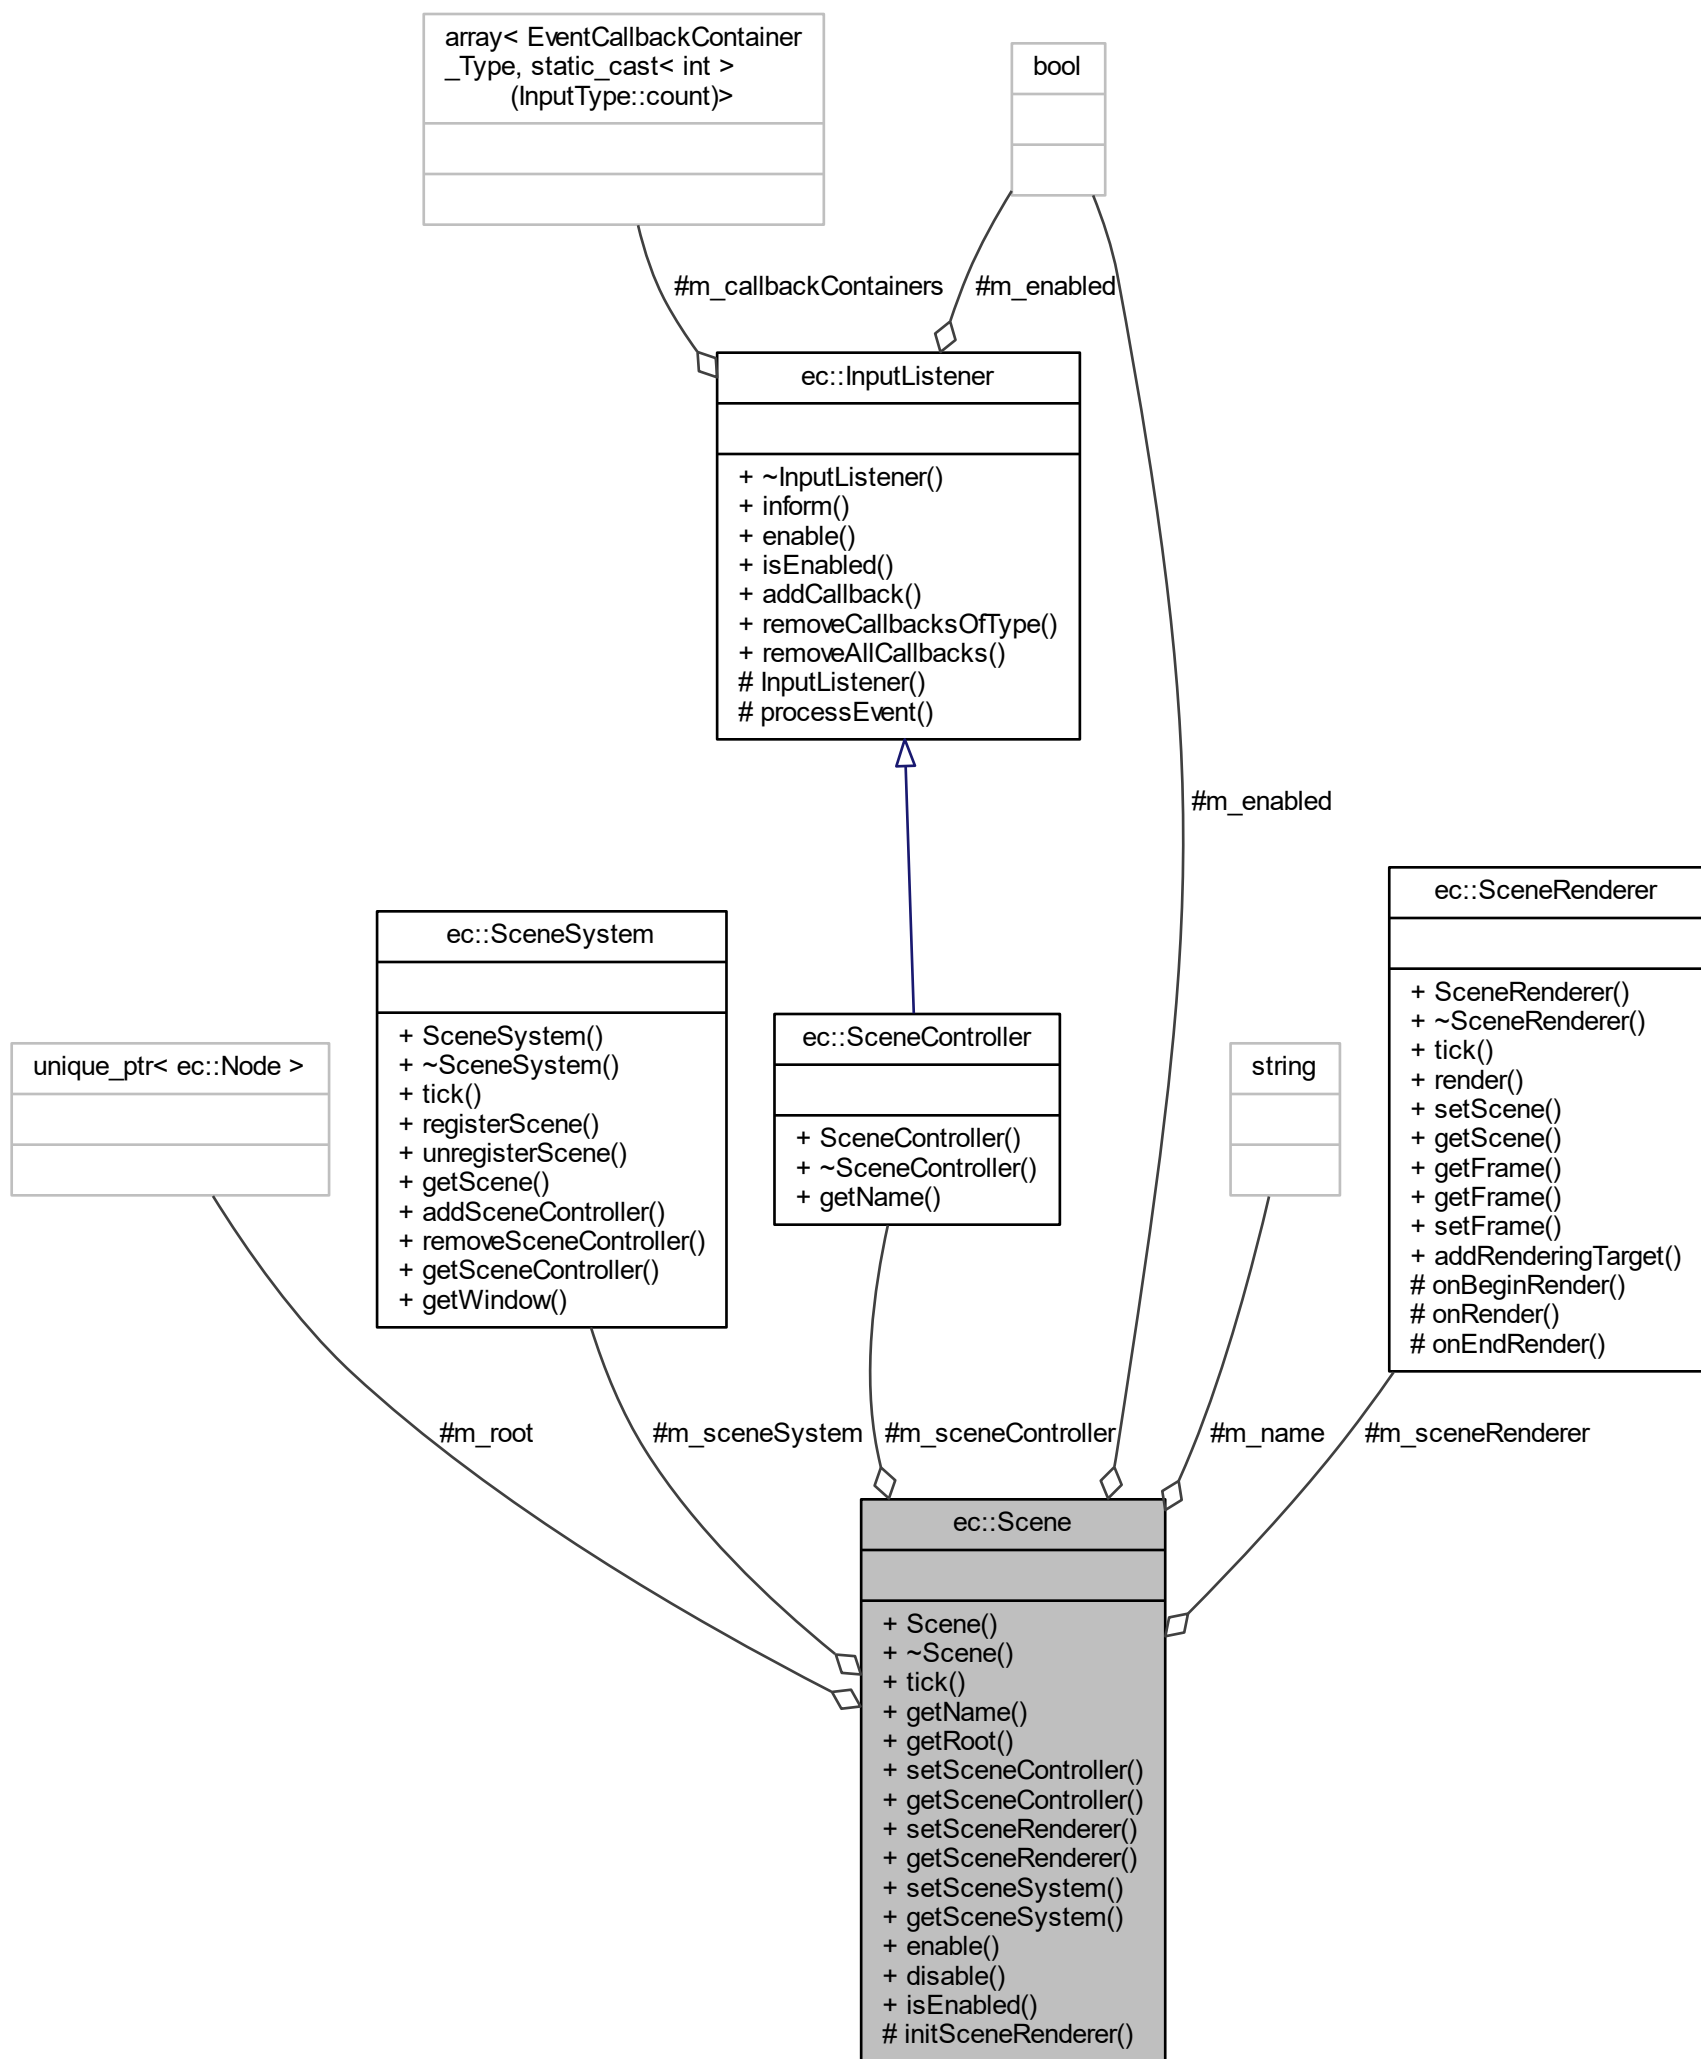 array< EventCallbackContainer
_Type, static_cast< int >
(InputType::count)>
bool
#m_callbackContainers
#m_enabled
ec::InputListener
+ ~InputListener()
+ inform()
+ enable()
+ isEnabled()
+ addCallback()
+ removeCallbacksOfType()
+ removeAllCallbacks()
# InputListener()
# processEvent()
#m_enabled
ec::SceneRenderer
+ SceneRenderer()
+ ~SceneRenderer()
+ tick()
+ render()
+ setScene()
+ getScene()
+ getFrame()
+ getFrame()
+ setFrame()
+ addRenderingTarget()
# onBeginRender()
# onRender()
# onEndRender()
ec::SceneSystem
+ SceneSystem()
+ ~SceneSystem()
+ tick()
+ registerScene()
+ unregisterScene()
+ getScene()
+ addSceneController()
+ removeSceneController()
+ getSceneController()
+ getWindow()
ec::SceneController
+ SceneController()
+ ~SceneController()
+ getName()
unique_ptr< ec::Node >
string
#m_root
#m_sceneSystem
#m_sceneController
#m_name
#m_sceneRenderer
ec::Scene
+ Scene()
+ ~Scene()
+ tick()
+ getName()
+ getRoot()
+ setSceneController()
+ getSceneController()
+ setSceneRenderer()
+ getSceneRenderer()
+ setSceneSystem()
+ getSceneSystem()
+ enable()
+ disable()
+ isEnabled()
# initSceneRenderer()